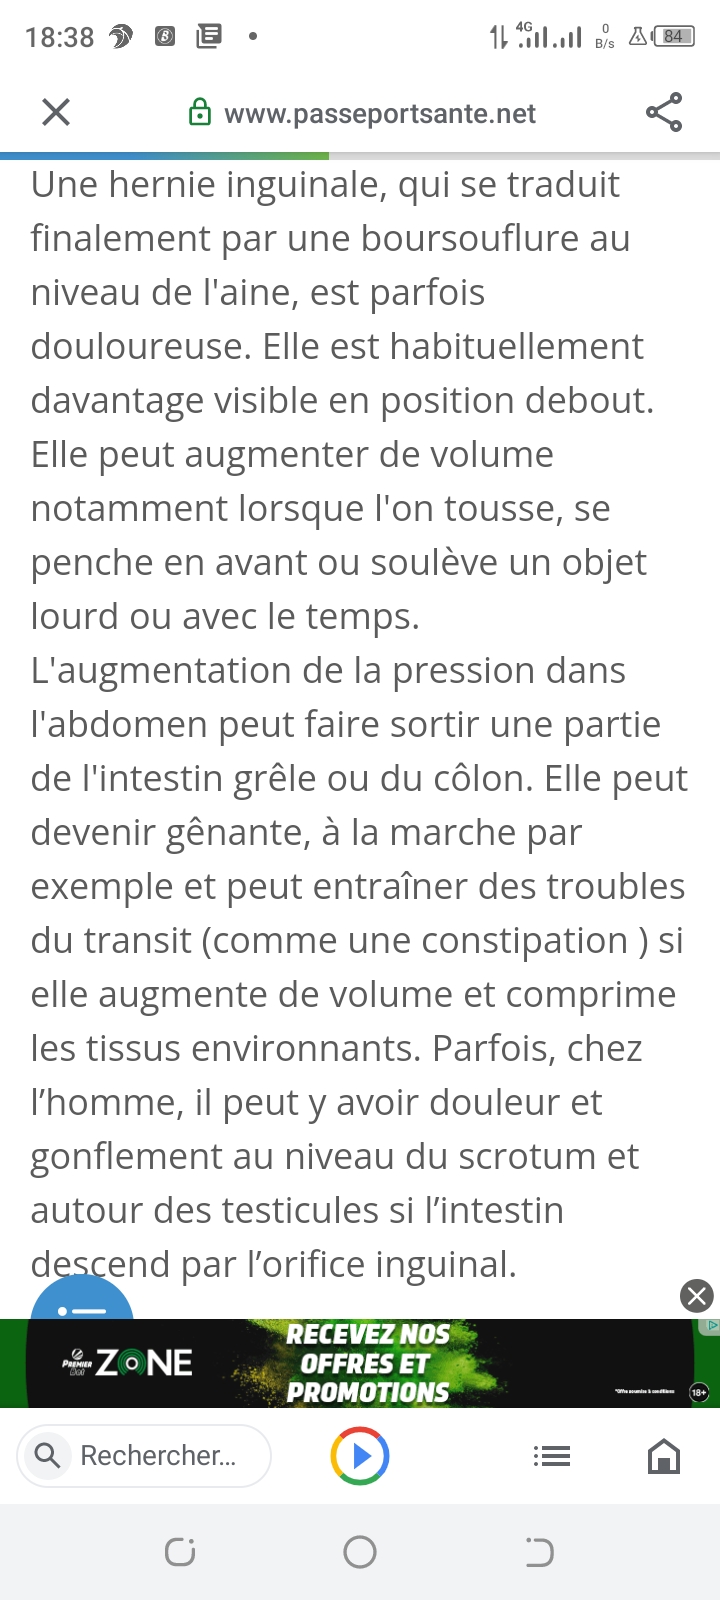 18:38
4G
0
B/s
84
www.passeportsante.net
Une hernie inguinale, qui se traduit
finalement par une boursouflure au
niveau de l'aine, est parfois
douloureuse. Elle est habituellement
davantage visible en position debout.
Elle peut augmenter de volume
notamment lorsque l'on tousse, se
penche en avant ou soulève un objet
lourd ou avec le temps.
L'augmentation de la pression dans
l'abdomen peut faire sortir une partie
de l'intestin grêle ou du côlon. Elle peut
devenir gênante, à la marche par
exemple et peut entraîner des troubles
du transit (comme une constipation ) si
elle augmente de volume et comprime
les tissus environnants. Parfois, chez
l’homme, il peut y avoir douleur et
gonflement au niveau du scrotum et
autour des testicules si l’intestin
descend par l’orifice inguinal.
PREMIER Bet ZONE
RECEVEZ NOS
OFFRES ET
PROMOTIONS
*Offre soumise à conditions
18+
Rechercher...